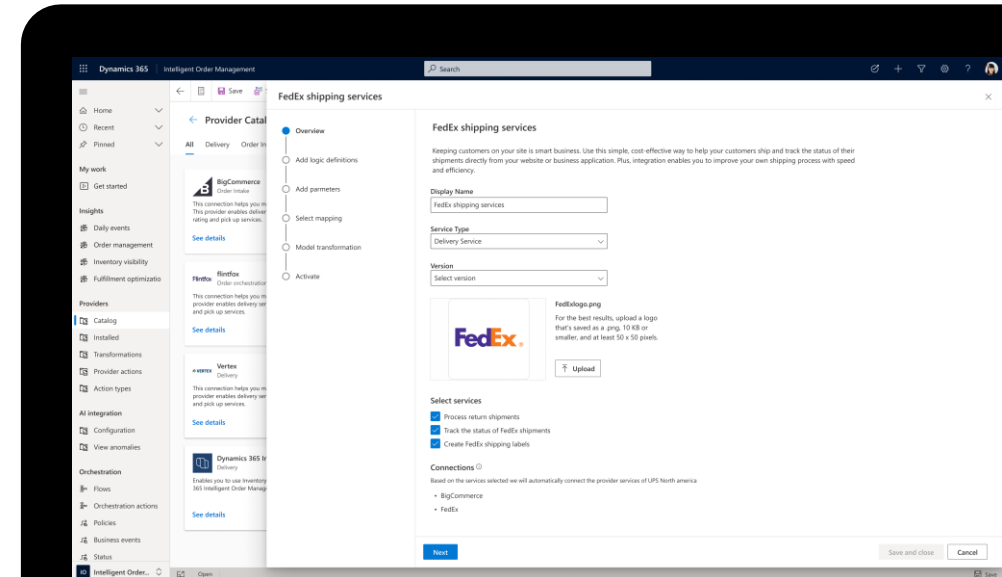 Dynamics 365 Intelligent Order Management Search ?
Save
Home
Recent
Pinned
My work
Get started
Insights
Daily events
Order management
Inventory visibility
Fulfillment optimizatio
Providers
Catalog
Installed
Transformations
Provider actions
Action types
AI integration
Configuration
View anomalies
Orchestration
Flows
Orchestration actions
Policies
Business events
Status
IO Intelligent Order...
Provider Catal
All Delivery Order In
BigCommerce
Order Intake
This connection helps you m
This provider enables deliver
rating and pick up services.
See details
flintfox
flintfox
Order orchestration
This connection helps you m
provider enables delivery ser
and pick up services.
See details
VERTEX
Vertex
Delivery
This connection helps you m
provider enables delivery ser
and pick up services.
See details
Dynamics 365 Ir
Delivery
Enables you to use Inventory
365 Intelligent Order Manag
See details
Open
FedEx shipping services
Overview
Add logic definitions
Add parmeters
Select mapping
Model transformation
Activate
FedEx shipping services
Keeping customers on your site is smart business. Use this simple, cost-effective way to help your customers ship and track the status of their
shipments directly from your website or business application. Plus, integration enables you to improve your own shipping process with speed
and efficiency.
Display Name
FedEx shipping services
Service Type
Delivery Service
Version
Select version
FedEx.
FedExlogo.png
For the best results, upload a logo
that's saved as a .png, 10 KB or
smaller, and at least 50 x 50 pixels.
Upload
Select services
Process return shipments
Track the status of FedEx shipments
Create FedEx shipping labels
Connections
Based on the services selected we will automatically connect the provider services of UPS North america
• BigCommerce
• FedEx
Next
Save and close
Cancel
Save